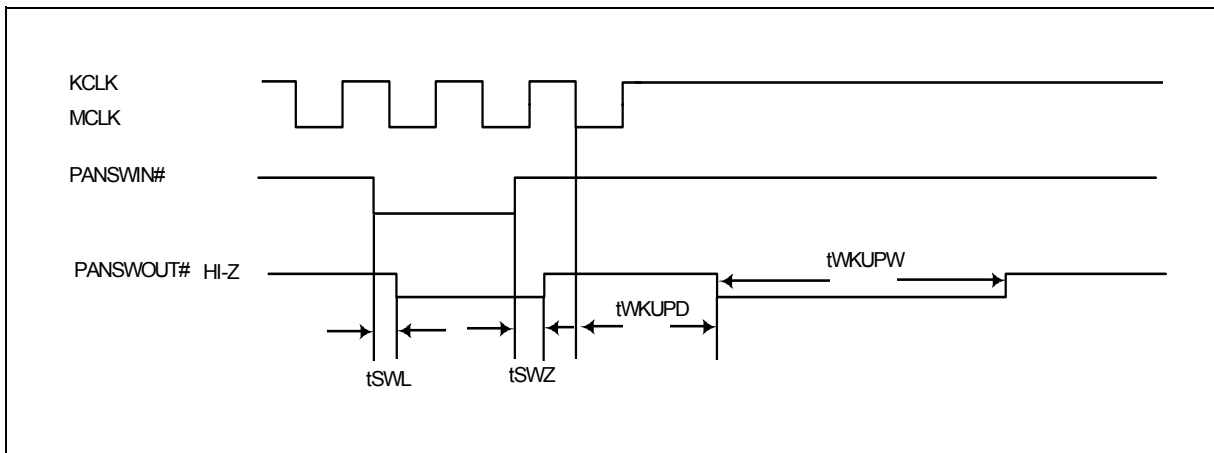 KCLK
MCLK
PANSWIN#
PANSWOUT# HI-Z
tWKUPW
tWKUPD
tSWL
tSWZ